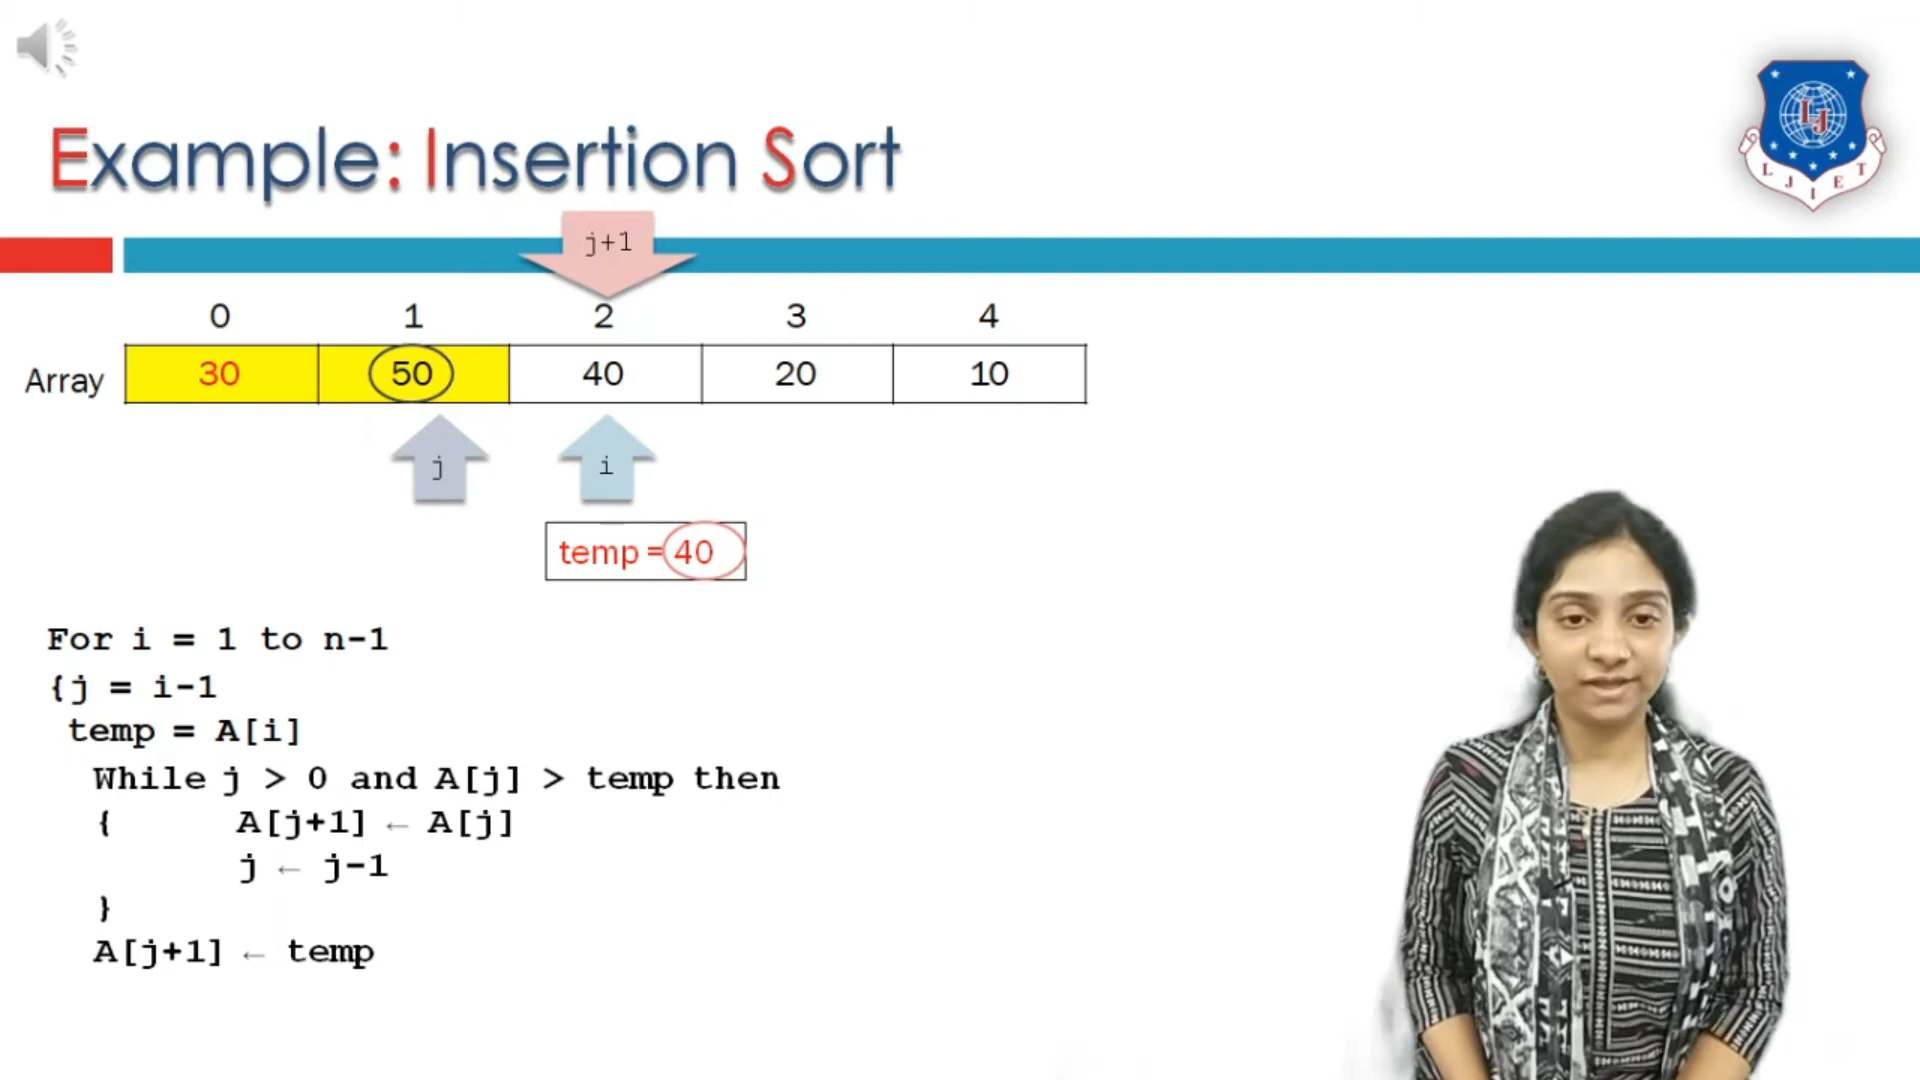 Example: Insertion Sort
LJ
L J I E T
j+1
0 1 2 3 4
Array 30 50 40 20 10
j i
temp = 40
For i = 1 to n-1
{j = i-1
temp = A[i]
While j > 0 and A[j] > temp then
{ A[j+1] ← A[j]
j ← j-1
}
A[j+1] ← temp